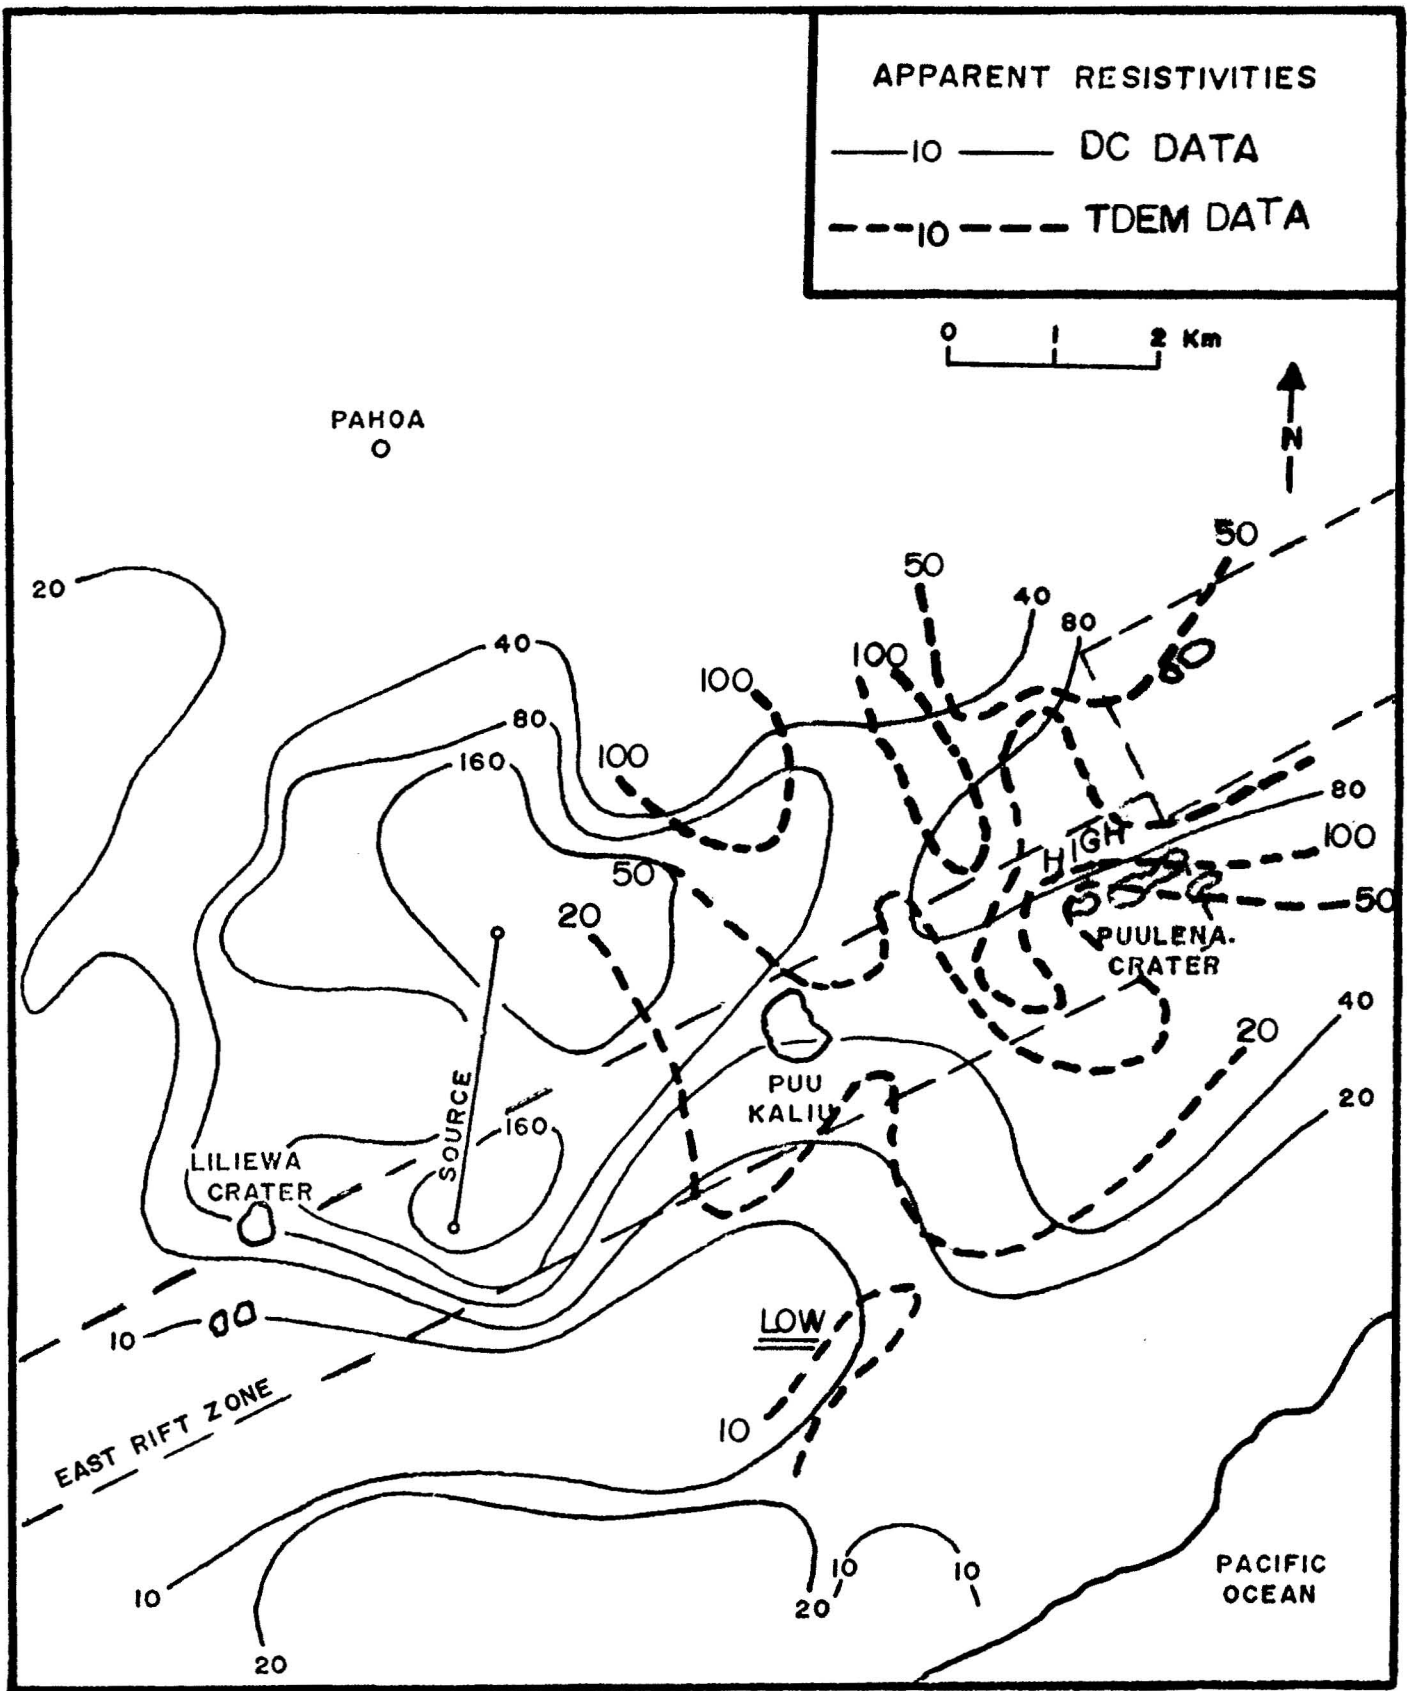 APPARENT RESISTIVITIES
10 DC DATA
10 TDEM DATA
0 1 2 Km
N
PAHOA
50
50
20
40
80
40
100
100
50
80
100
160
80
HIGH
100
50
20
50
PUULENA.
CRATER
40
20
PUU
KALIU
SOURCE
160
20
LILIEWA
CRATER
10
LOW
EAST RIFT ZONE
10
10
10
10
20
20
PACIFIC
OCEAN